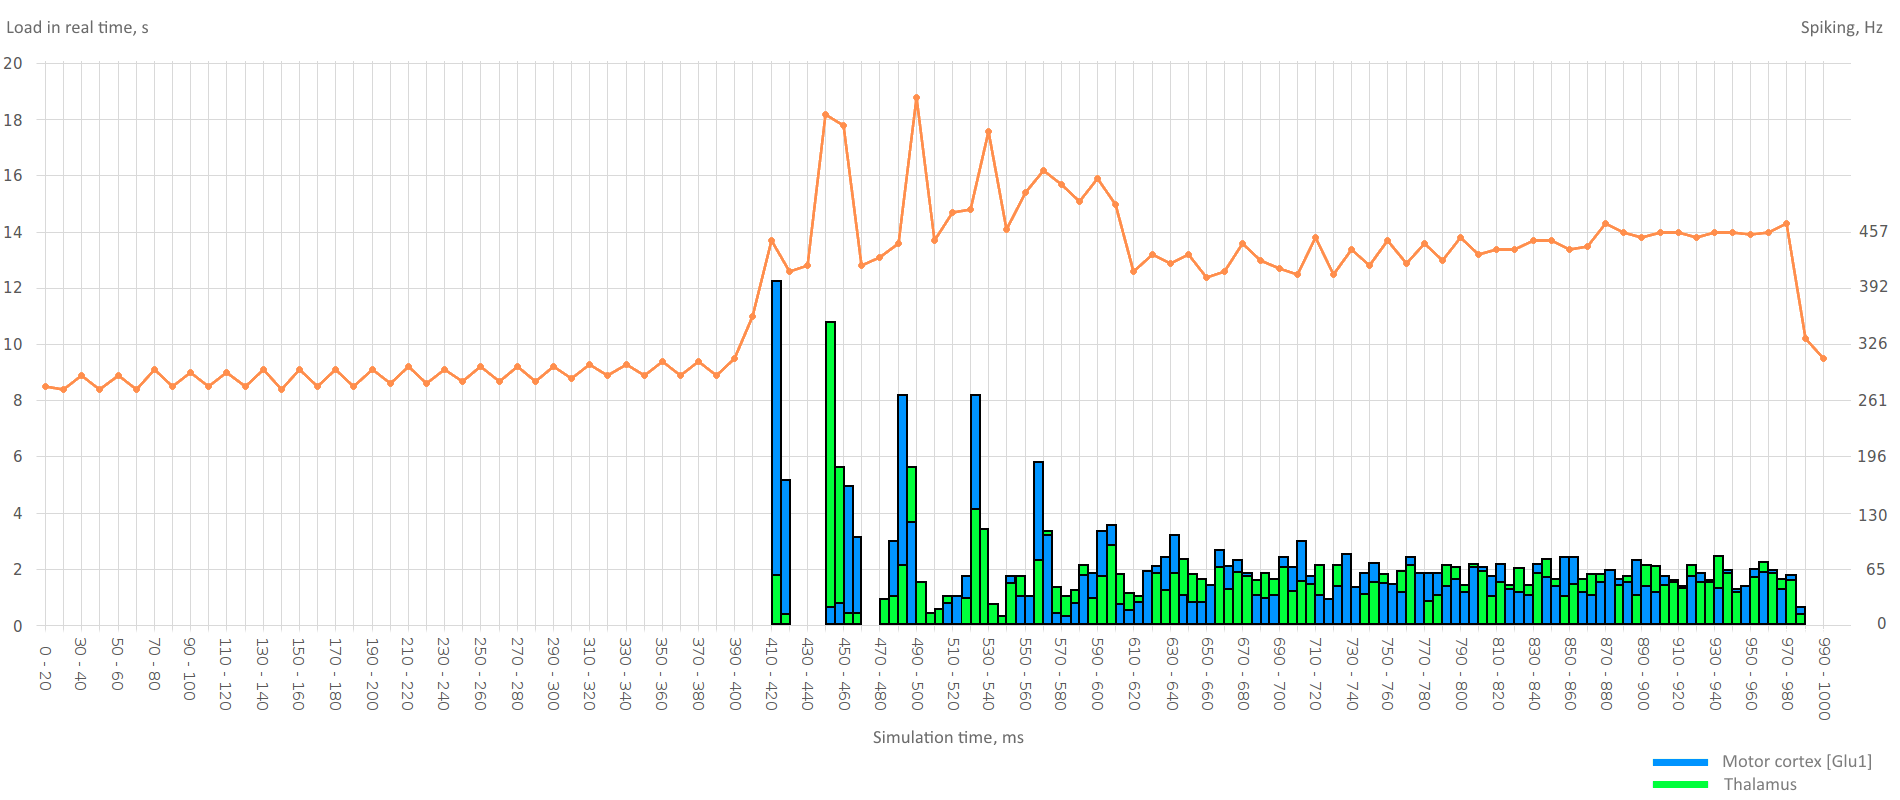 Load in real time, s
Spiking, Hz
20
18
16
14
12
10
8
6
4
2
0
457
392
326
261
196
130
65
0
0 - 20
30 - 40
50 - 60
70 - 80
90 - 100
110 - 120
130 - 140
150 - 160
170 - 180
190 - 200
210 - 220
230 - 240
250 - 260
270 - 280
290 - 300
310 - 320
330 - 340
350 - 360
370 - 380
390 - 400
410 - 420
430 - 440
450 - 460
470 - 480
490 - 500
510 - 520
530 - 540
550 - 560
570 - 580
590 - 600
610 - 620
630 - 640
650 - 660
670 - 680
690 - 700
710 - 720
730 - 740
750 - 760
770 - 780
790 - 800
810 - 820
830 - 840
850 - 860
870 - 880
890 - 900
910 - 920
930 - 940
950 - 960
970 - 980
990 - 1000
Simulation time, ms
Motor cortex [Glu1]
Thalamus